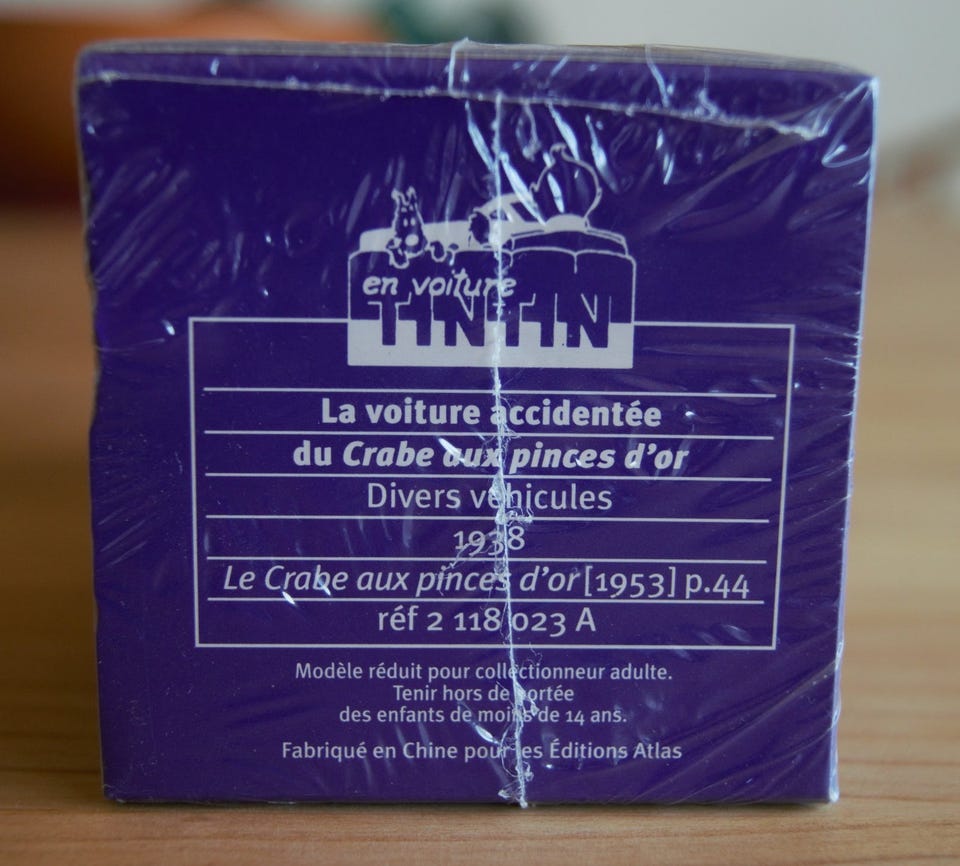 en voiture
TINTIN
La voiture accidentée
du Crabe aux pinces d'or
Divers véhicules
1938
Le Crabe aux pinces d'or [1953] p.44
réf 2 118 023 A
Modèle réduit pour collectionneur adulte.
Tenir hors de portée
des enfants de moins de 14 ans.
Fabriqué en Chine pour les Éditions Atlas